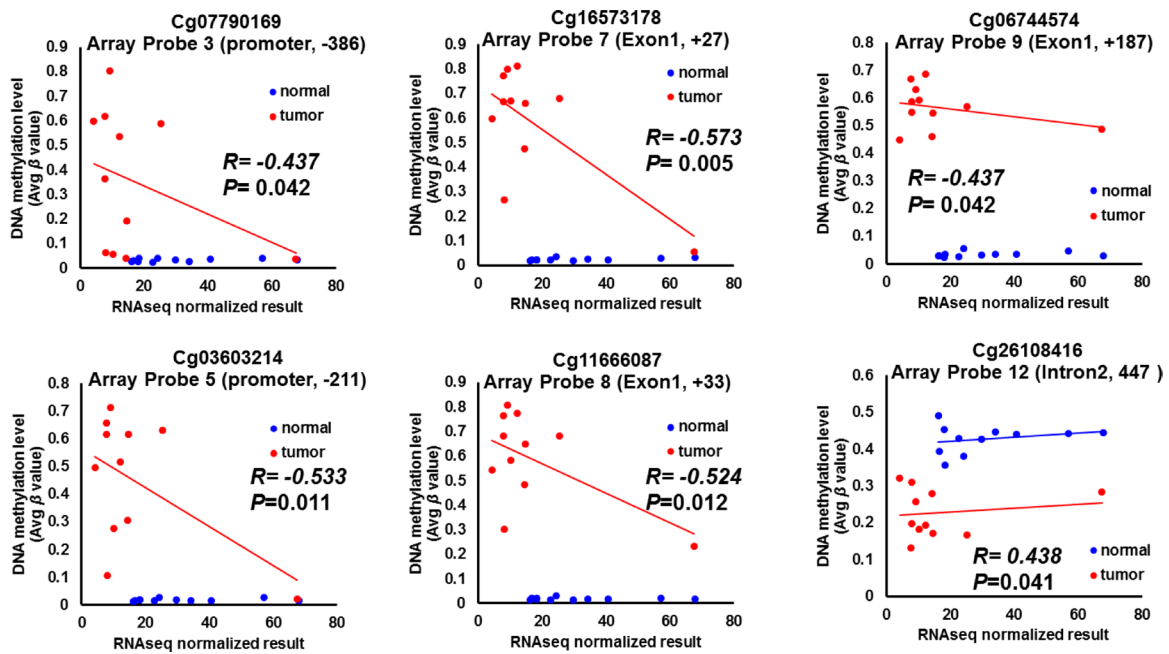 Cg07790169
Array Probe 3 (promoter, -386)
DNA methylation level
(Avg β value)
0.9
0.8
0.7
0.6
0.5
0.4
0.3
0.2
0.1
0
normal
tumor
R= -0.437
P= 0.042
0 20 40 60 80
RNAseq normalized result
Cg16573178
Array Probe 7 (Exon1, +27)
DNA methylation level
(Avg β value)
0.9
0.8
0.7
0.6
0.5
0.4
0.3
0.2
0.1
0
normal
tumor
R= -0.573
P= 0.005
0 20 40 60 80
RNAseq normalized result
Cg06744574
Array Probe 9 (Exon1, +187)
DNA methylation level
(Avg β value)
0.8
0.7
0.6
0.5
0.4
0.3
0.2
0.1
0
R= -0.437
P= 0.042
normal
tumor
0 20 40 60 80
RNAseq normalized result
Cg03603214
Array Probe 5 (promoter, -211)
DNA methylation level
(Avg β value)
0.8
0.7
0.6
0.5
0.4
0.3
0.2
0.1
0
normal
tumor
R= -0.533
P=0.011
0 20 40 60 80
RNAseq normalized result
Cg11666087
Array Probe 8 (Exon1, +33)
DNA methylation level
(Avg β value)
0.9
0.8
0.7
0.6
0.5
0.4
0.3
0.2
0.1
0
normal
tumor
R= -0.524
P=0.012
0 20 40 60 80
RNAseq normalized result
Cg26108416
Array Probe 12 (Intron2, 447 )
DNA methylation level
(Avg β value)
0.6
0.5
0.4
0.3
0.2
0.1
0
R= 0.438
P=0.041
normal
tumor
0 20 40 60 80
RNAseq normalized result